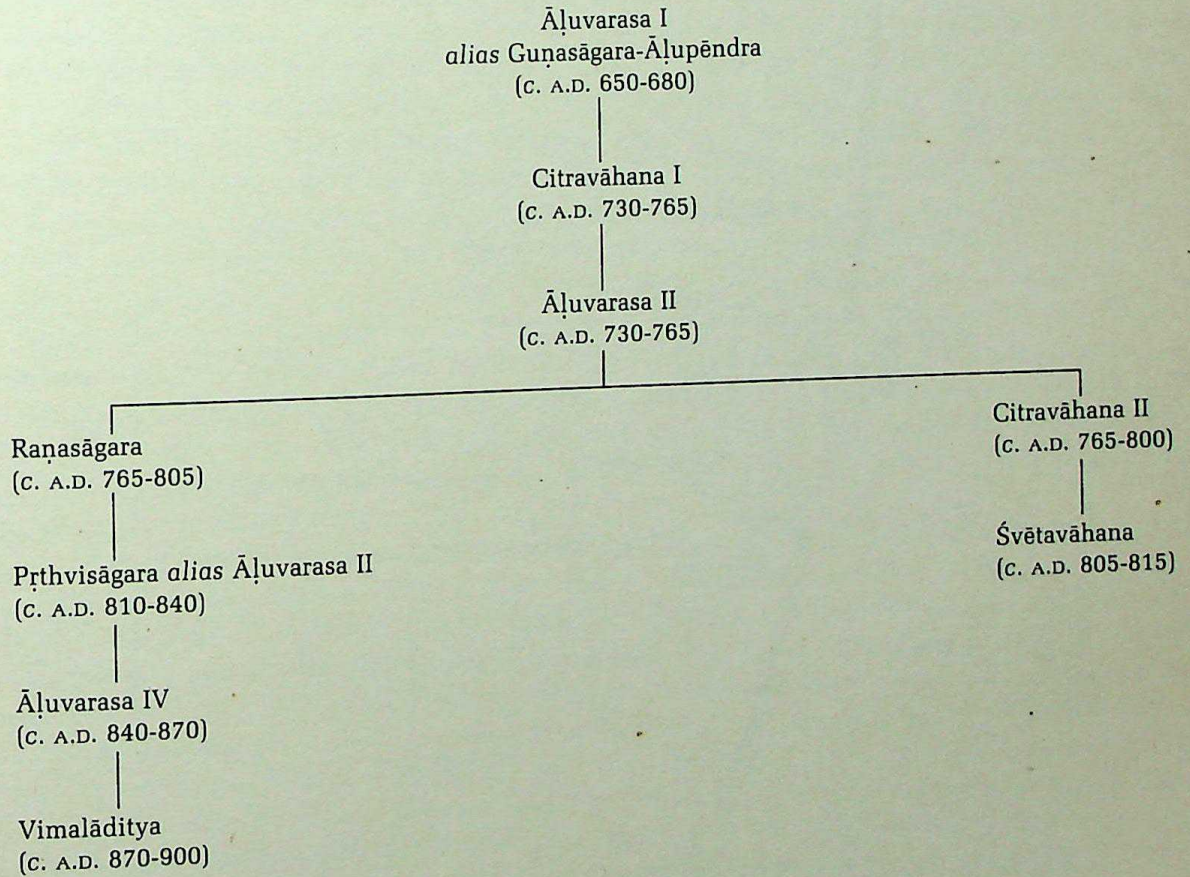 Āḷuvarasa I
alias Guṇasāgara-Āḷupēndra
(C. A.D. 650-680)
Citravāhana I
(C. A.D. 730-765)
Āḷuvarasa II
(C. A.D. 730-765)
Raṇasāgara
(C. A.D. 765-805)
Pṛthvisāgara alias Āḷuvarasa II
(C. A.D. 810-840)
Āḷuvarasa IV
(C. A.D. 840-870)
Vimalāditya
(C. A.D. 870-900)
Citravāhana II
(C. A.D. 765-800)
Śvētavāhana
(C. A.D. 805-815)